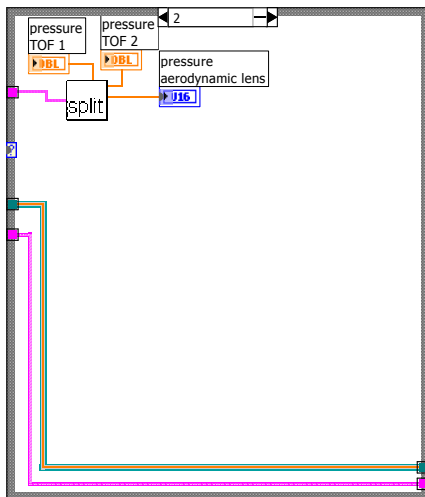 2
pressure
TOF 1
pressure
TOF 2
DBL
DBL
pressure
aerodynamic lens
U16
split
?